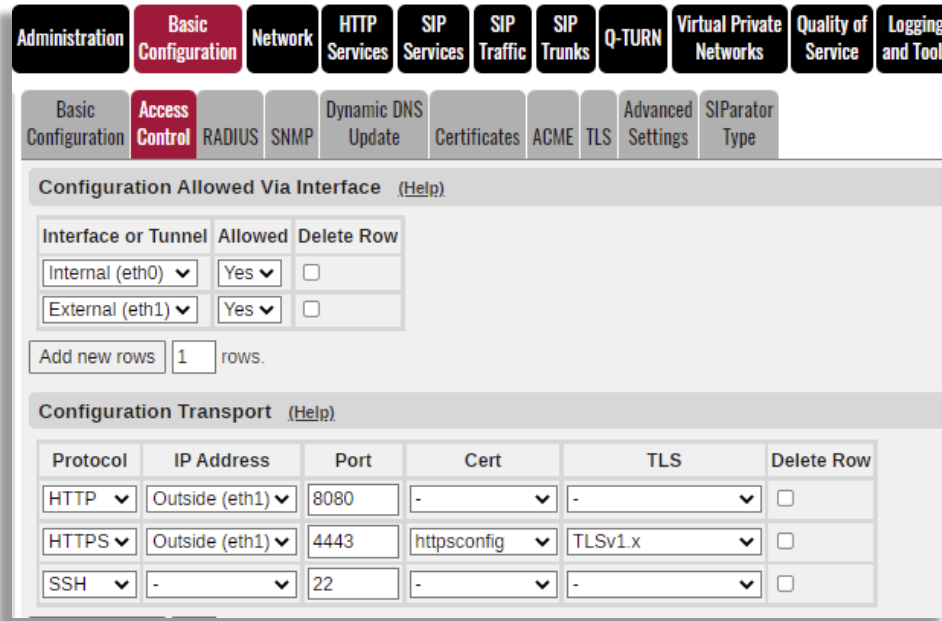 Administration
Basic
Configuration
Network
HTTP
Services
SIP
Services
SIP
Traffic
SIP
Trunks
Q-TURN
Virtual Private
Networks
Quality of
Service
Logging
and Tool
Basic
Configuration
Access
Control
RADIUS
SNMP
Dynamic DNS
Update
Certificates
ACME
TLS
Advanced
Settings
SIParator
Type
Configuration Allowed Via Interface (Help)
Interface or Tunnel Allowed Delete Row
Internal (eth0) Yes
External (eth1) Yes
Add new rows 1 rows.
Configuration Transport (Help)
Protocol IP Address Port Cert TLS Delete Row
HTTP Outside (eth1) 8080 - -
HTTPS Outside (eth1) 4443 httpsconfig TLSv1.x
SSH - 22 - -